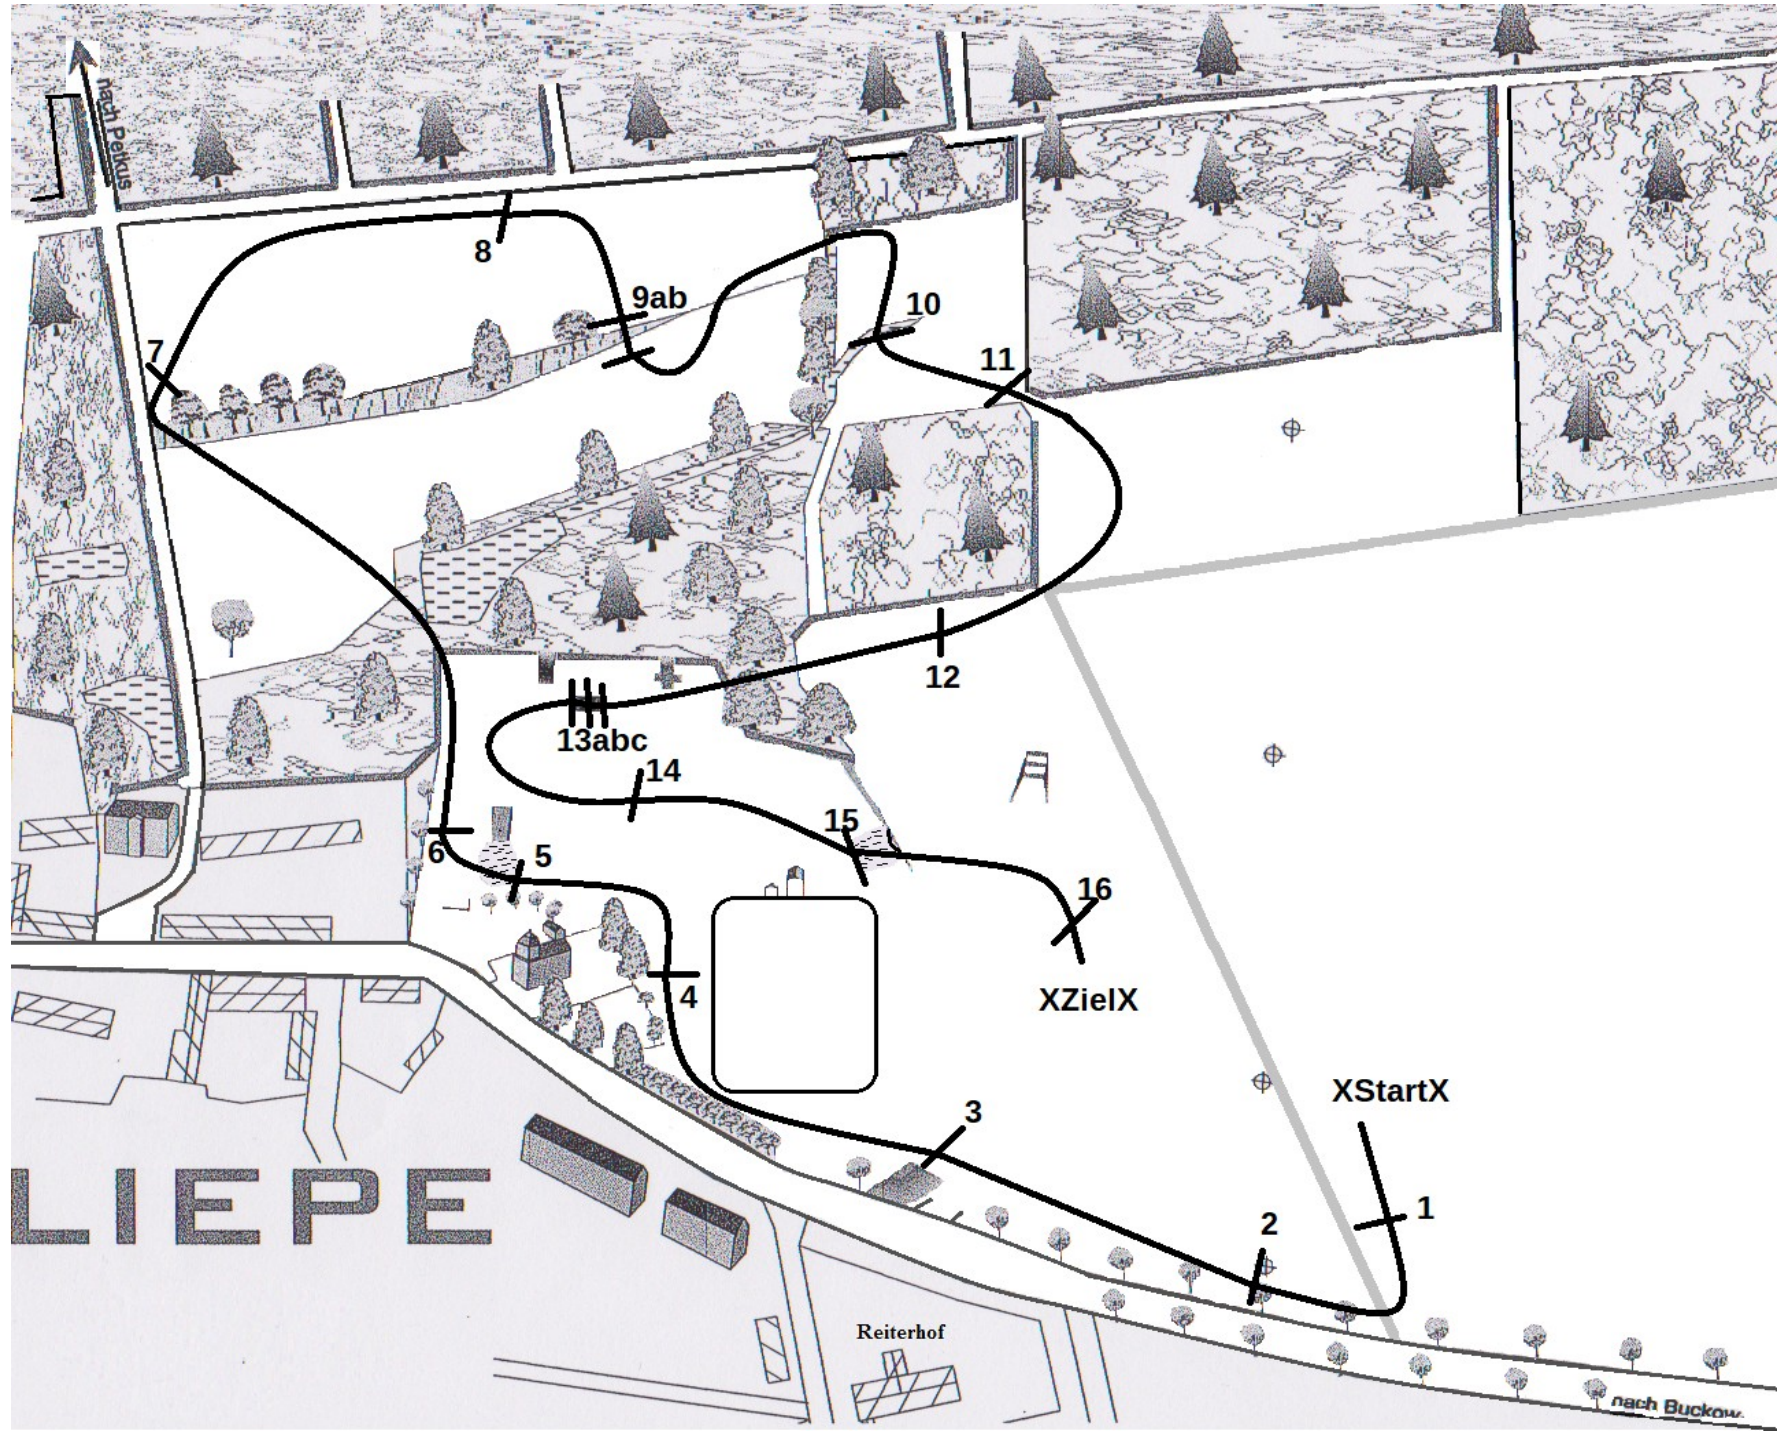 nach Petkus
8
9ab
10
7
11
12
13abc
14
15
6
5
16
4
XZielX
XStartX
3
1
2
LIEPE
Reiterhof
nach Buckow